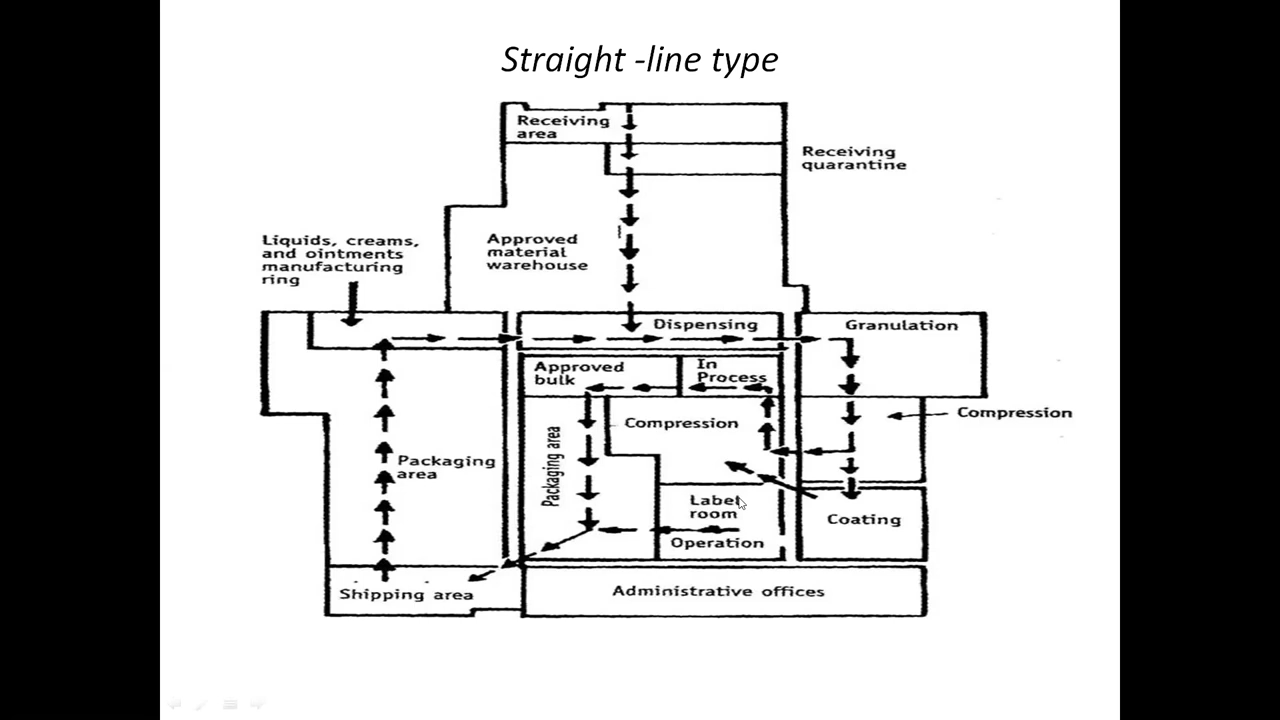 Straight -line type
Receiving
area
Receiving
quarantine
Liquids, creams,
and ointments
manufacturing
ring
Approved
material
warehouse
Dispensing
Granulation
Approved
bulk
In
Process
Compression
Compression
Packaging
area
Packaging area
Label
room
Operation
Coating
Shipping area
Administrative offices